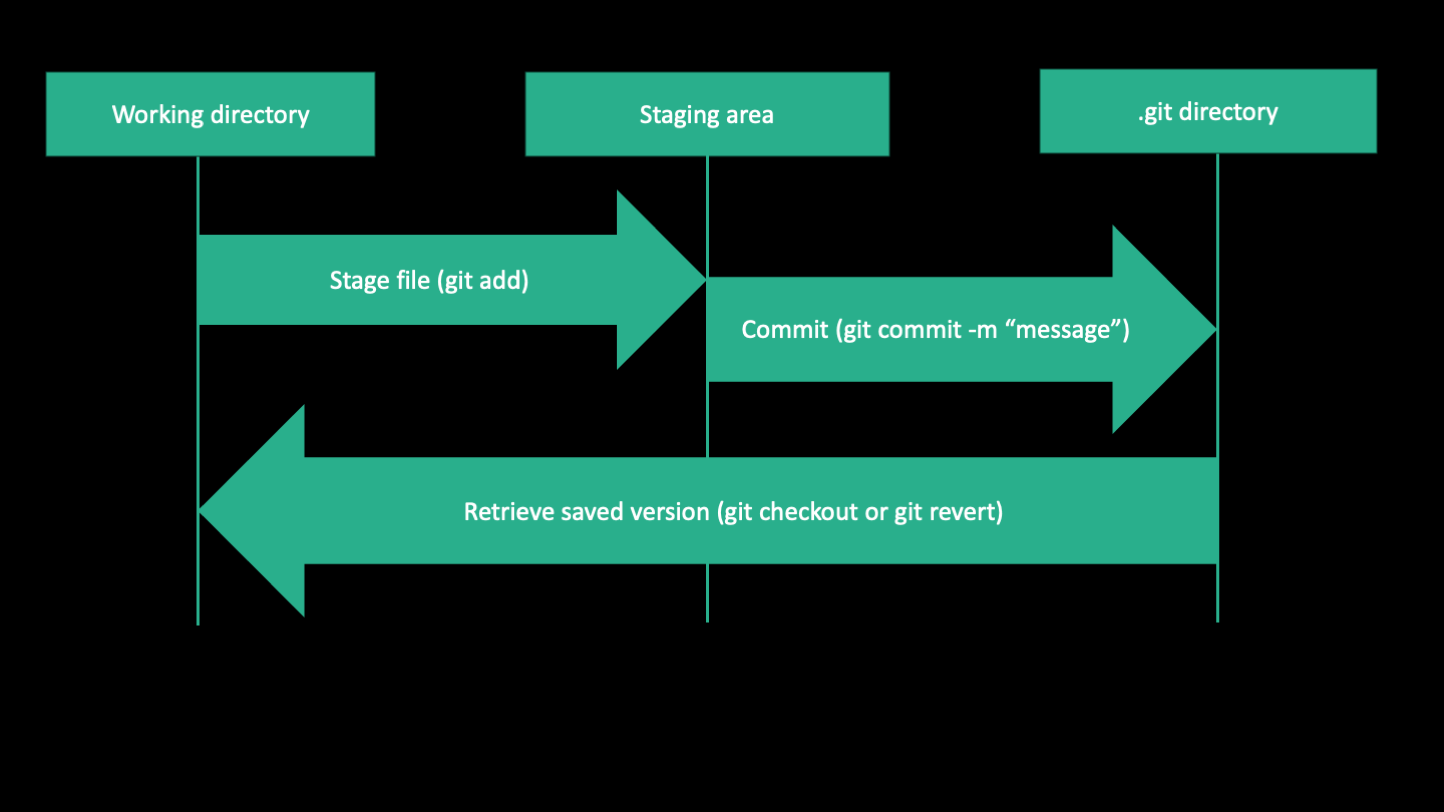 Working directory
Staging area
.git directory
Stage file (git add)
Commit (git commit -m “message”)
Retrieve saved version (git checkout or git revert)